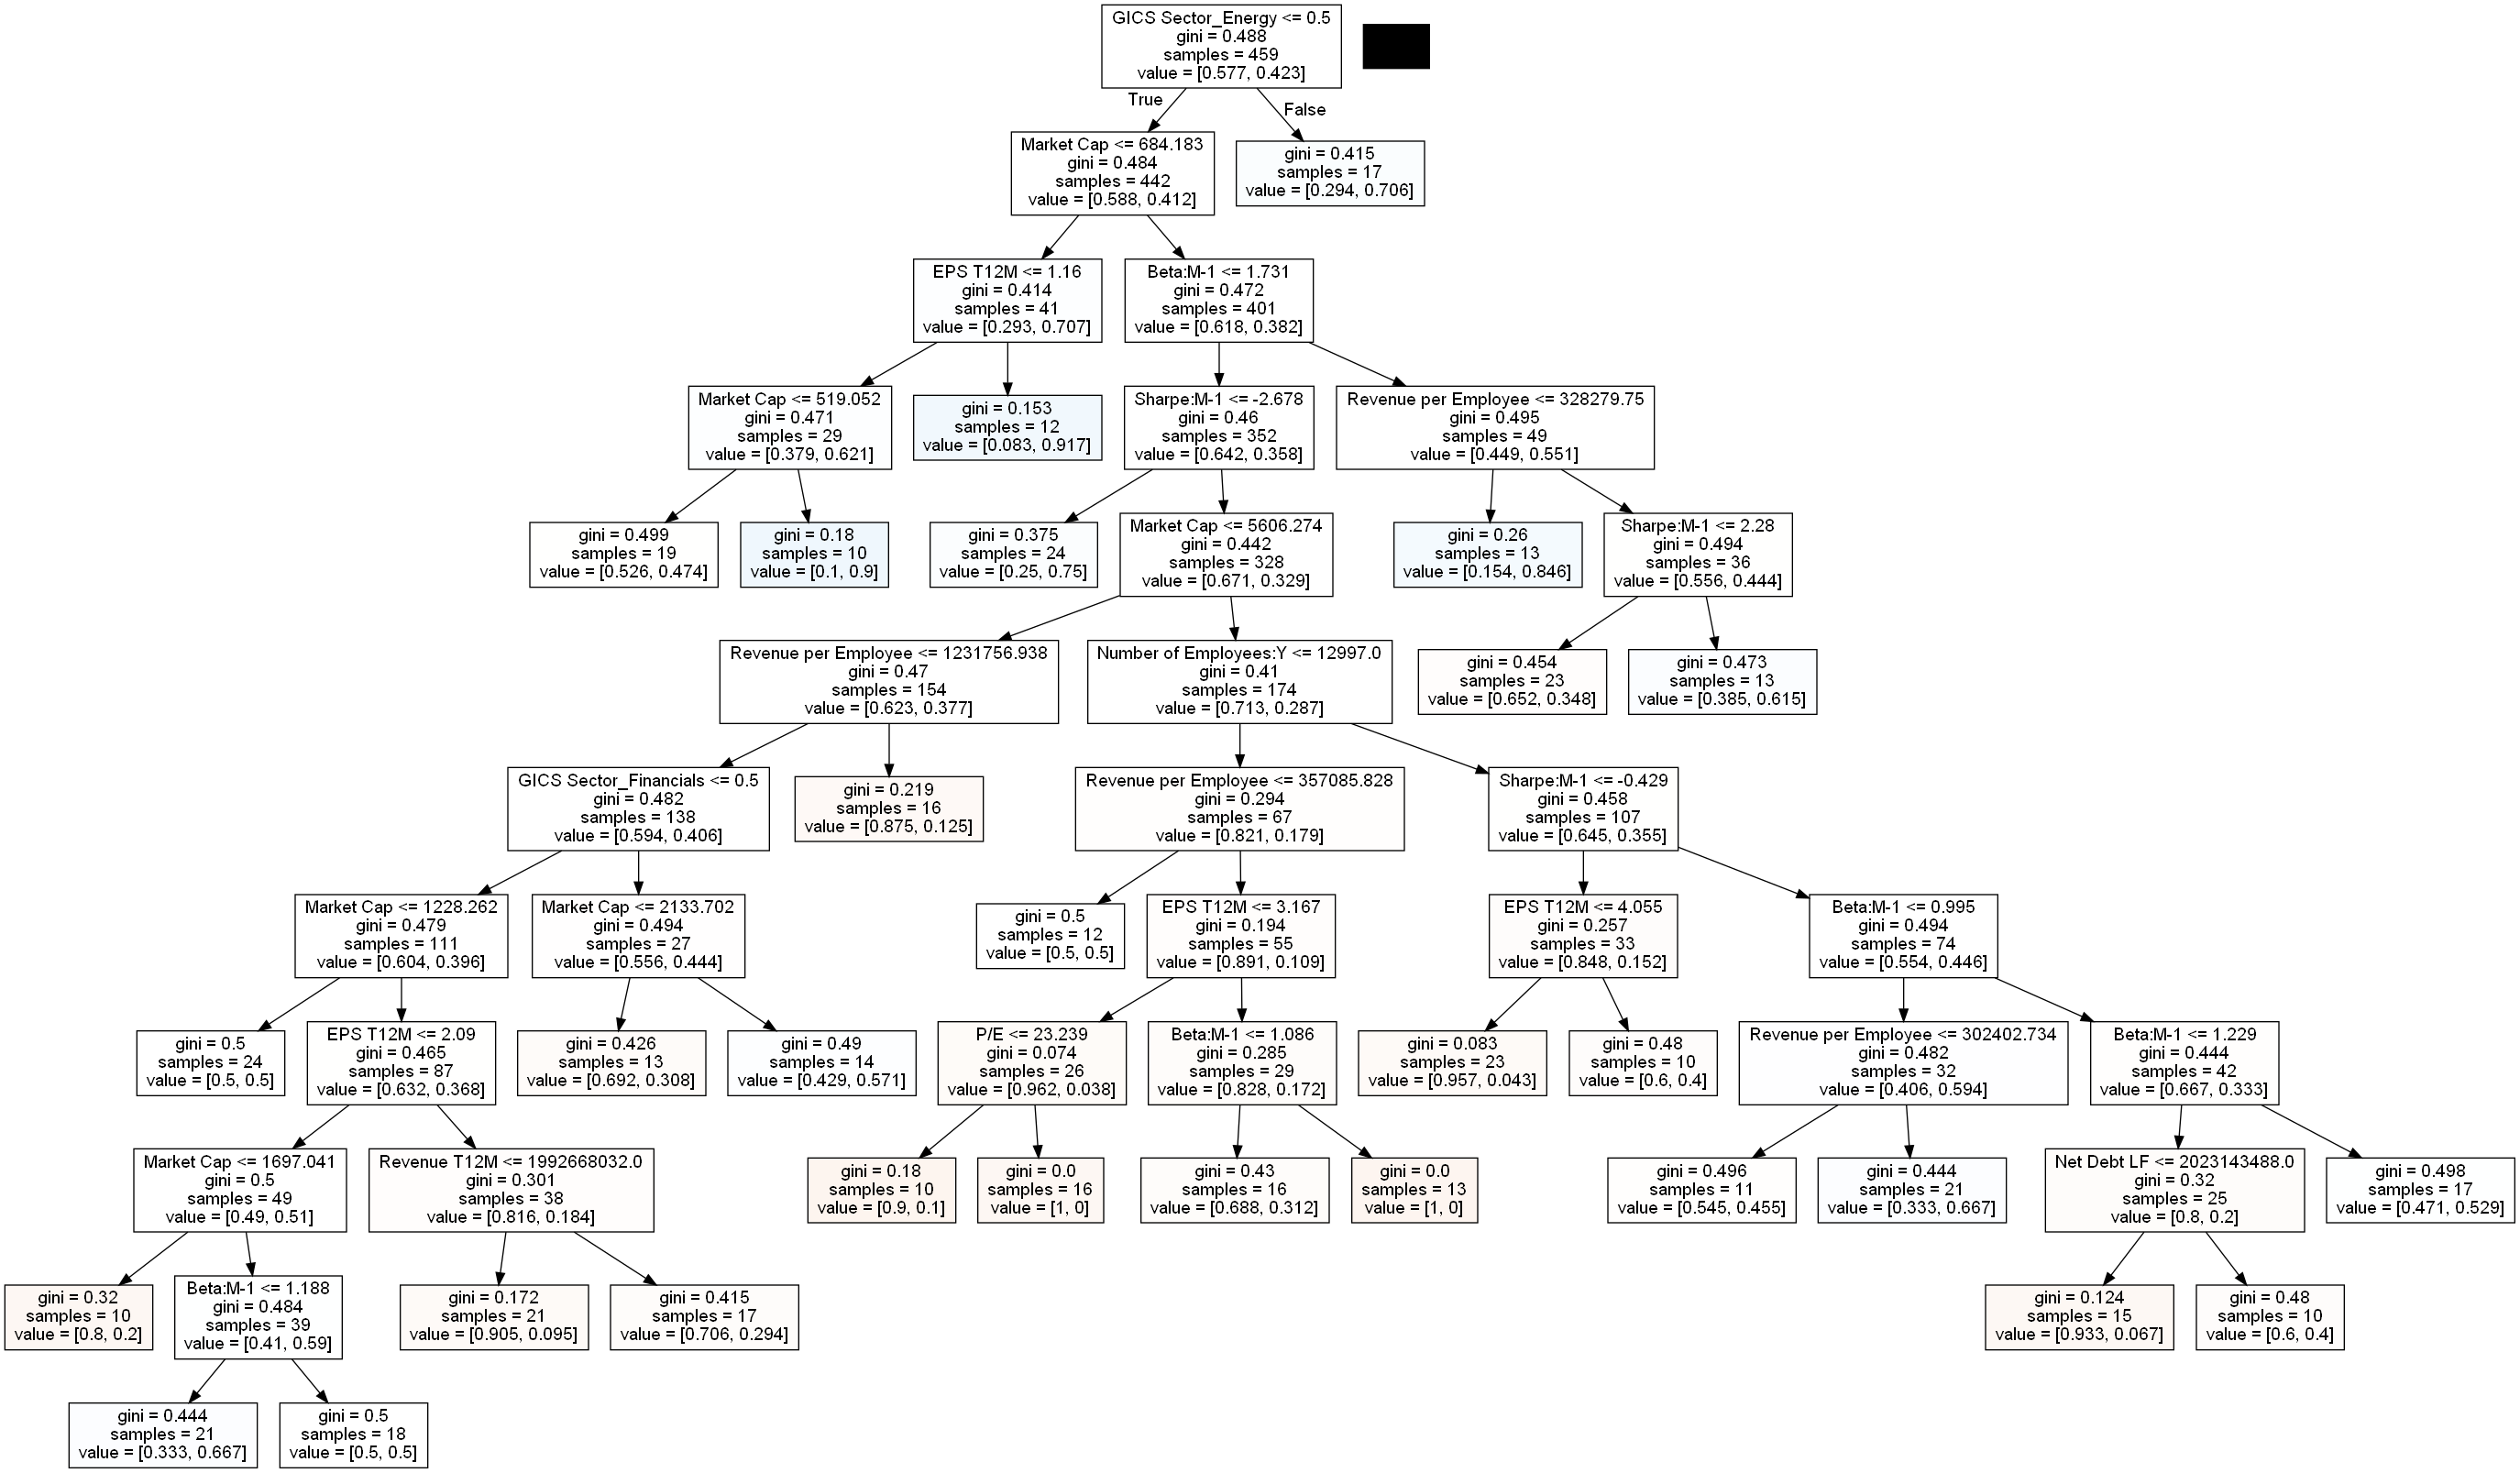 GICS Sector_Energy <= 0.5
gini = 0.488
samples = 459
value = [0.577, 0.423]
True
False
Market Cap <= 684.183
gini = 0.484
samples = 442
value = [0.588, 0.412]
gini = 0.415
samples = 17
value = [0.294, 0.706]
EPS T12M <= 1.16
gini = 0.414
samples = 41
value = [0.293, 0.707]
Beta:M-1 <= 1.731
gini = 0.472
samples = 401
value = [0.618, 0.382]
Market Cap <= 519.052
gini = 0.471
samples = 29
value = [0.379, 0.621]
gini = 0.153
samples = 12
value = [0.083, 0.917]
Sharpe:M-1 <= -2.678
gini = 0.46
samples = 352
value = [0.642, 0.358]
Revenue per Employee <= 328279.75
gini = 0.495
samples = 49
value = [0.449, 0.551]
gini = 0.499
samples = 19
value = [0.526, 0.474]
gini = 0.18
samples = 10
value = [0.1, 0.9]
gini = 0.375
samples = 24
value = [0.25, 0.75]
Market Cap <= 5606.274
gini = 0.442
samples = 328
value = [0.671, 0.329]
gini = 0.26
samples = 13
value = [0.154, 0.846]
Sharpe:M-1 <= 2.28
gini = 0.494
samples = 36
value = [0.556, 0.444]
Revenue per Employee <= 1231756.938
gini = 0.47
samples = 154
value = [0.623, 0.377]
Number of Employees:Y <= 12997.0
gini = 0.41
samples = 174
value = [0.713, 0.287]
gini = 0.454
samples = 23
value = [0.652, 0.348]
gini = 0.473
samples = 13
value = [0.385, 0.615]
GICS Sector_Financials <= 0.5
gini = 0.482
samples = 138
value = [0.594, 0.406]
gini = 0.219
samples = 16
value = [0.875, 0.125]
Revenue per Employee <= 357085.828
gini = 0.294
samples = 67
value = [0.821, 0.179]
Sharpe:M-1 <= -0.429
gini = 0.458
samples = 107
value = [0.645, 0.355]
Market Cap <= 1228.262
gini = 0.479
samples = 111
value = [0.604, 0.396]
Market Cap <= 2133.702
gini = 0.494
samples = 27
value = [0.556, 0.444]
gini = 0.5
samples = 12
value = [0.5, 0.5]
EPS T12M <= 3.167
gini = 0.194
samples = 55
value = [0.891, 0.109]
EPS T12M <= 4.055
gini = 0.257
samples = 33
value = [0.848, 0.152]
Beta:M-1 <= 0.995
gini = 0.494
samples = 74
value = [0.554, 0.446]
gini = 0.5
samples = 24
value = [0.5, 0.5]
EPS T12M <= 2.09
gini = 0.465
samples = 87
value = [0.632, 0.368]
gini = 0.426
samples = 13
value = [0.692, 0.308]
gini = 0.49
samples = 14
value = [0.429, 0.571]
P/E <= 23.239
gini = 0.074
samples = 26
value = [0.962, 0.038]
Beta:M-1 <= 1.086
gini = 0.285
samples = 29
value = [0.828, 0.172]
gini = 0.083
samples = 23
value = [0.957, 0.043]
gini = 0.48
samples = 10
value = [0.6, 0.4]
Revenue per Employee <= 302402.734
gini = 0.482
samples = 32
value = [0.406, 0.594]
Beta:M-1 <= 1.229
gini = 0.444
samples = 42
value = [0.667, 0.333]
Market Cap <= 1697.041
gini = 0.5
samples = 49
value = [0.49, 0.51]
Revenue T12M <= 1992668032.0
gini = 0.301
samples = 38
value = [0.816, 0.184]
gini = 0.18
samples = 10
value = [0.9, 0.1]
gini = 0.0
samples = 16
value = [1, 0]
gini = 0.43
samples = 16
value = [0.688, 0.312]
gini = 0.0
samples = 13
value = [1, 0]
gini = 0.496
samples = 11
value = [0.545, 0.455]
gini = 0.444
samples = 21
value = [0.333, 0.667]
Net Debt LF <= 2023143488.0
gini = 0.32
samples = 25
value = [0.8, 0.2]
gini = 0.498
samples = 17
value = [0.471, 0.529]
gini = 0.32
samples = 10
value = [0.8, 0.2]
Beta:M-1 <= 1.188
gini = 0.484
samples = 39
value = [0.41, 0.59]
gini = 0.172
samples = 21
value = [0.905, 0.095]
gini = 0.415
samples = 17
value = [0.706, 0.294]
gini = 0.124
samples = 15
value = [0.933, 0.067]
gini = 0.48
samples = 10
value = [0.6, 0.4]
gini = 0.444
samples = 21
value = [0.333, 0.667]
gini = 0.5
samples = 18
value = [0.5, 0.5]